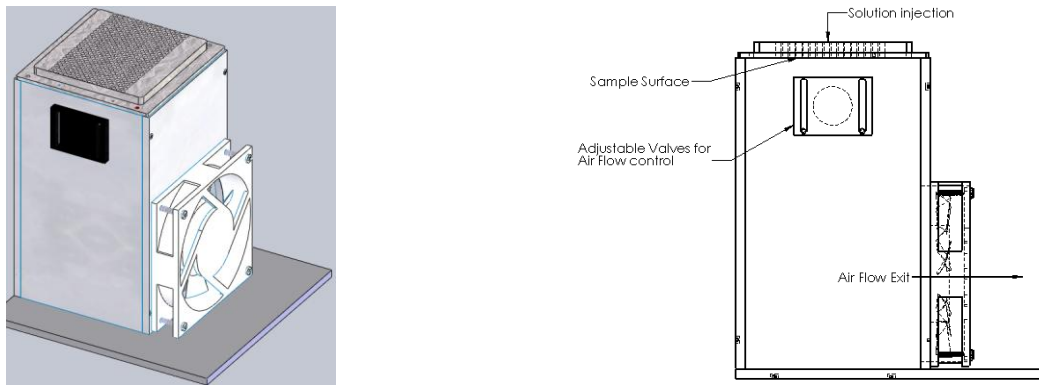 Solution injection
Sample Surface
Adjustable Valves for
Air Flow control
Air Flow Exit